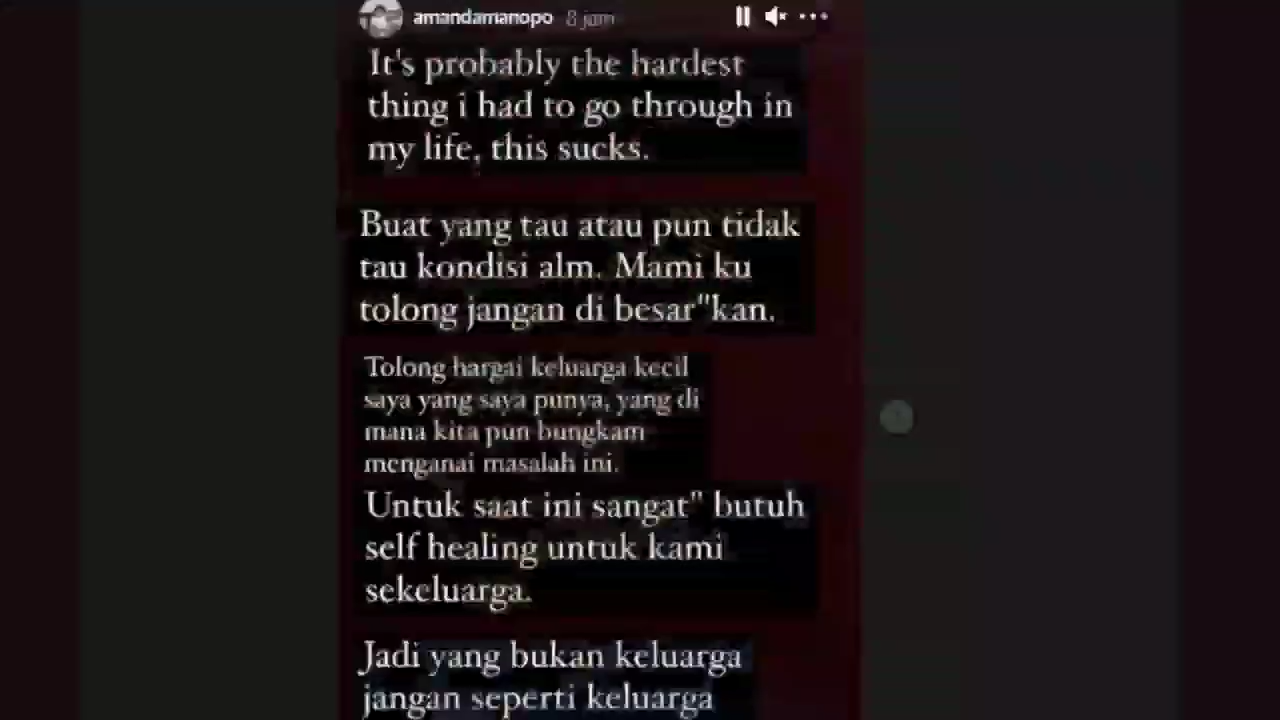 amandamanopo 8 jam
It's probably the hardest
thing i had to go through in
my life, this sucks.
Buat yang tau atau pun tidak
tau kondisi alm. Mami ku
tolong jangan di besar"kan.
Tolong hargai keluarga kecil
saya yang saya punya, yang di
mana kita pun bungkam
menganai masalah ini.
Untuk saat ini sangat" butuh
self healing untuk kami
sekeluarga.
Jadi yang bukan keluarga
jangan seperti keluarga